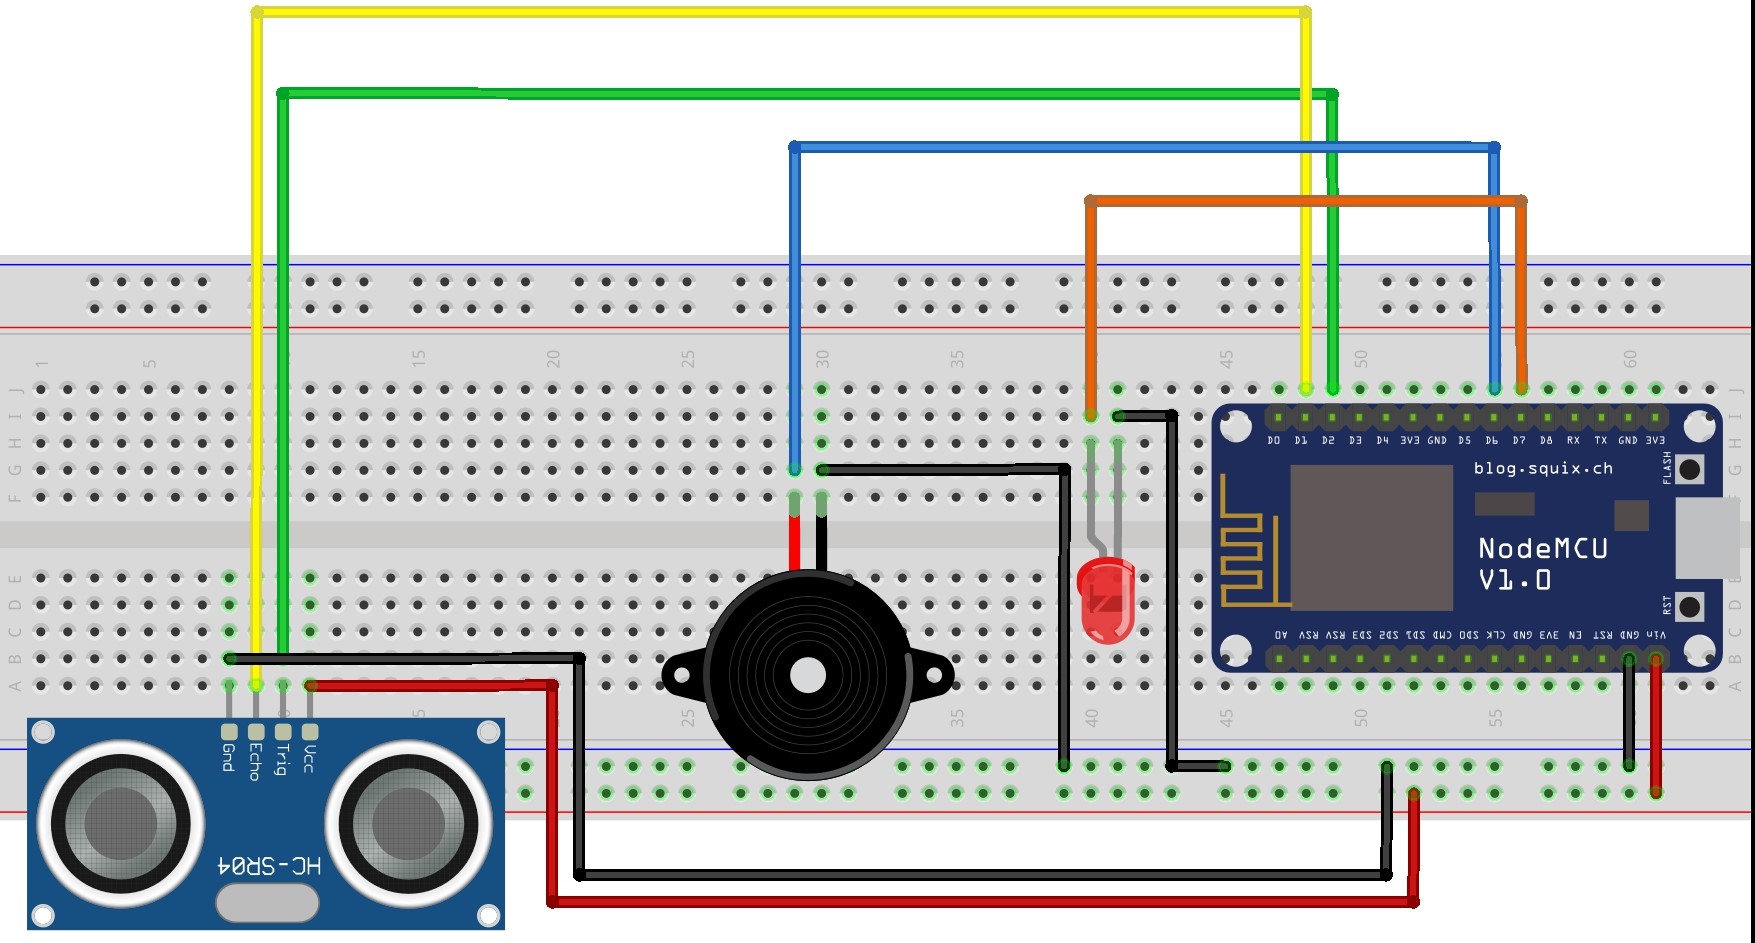 1 5 15 20 25 30 35 45 50 60
J J
I I
H H
G G
F
D0 D1 D2 D3 D4 3V3 GND D5 D6 D7 D8 RX TX GND 3V3
blog.squix.ch
FLASH
NodeMCU
V1.0
RST
A0 RSV RSV SD3 SD2 SD1 CMD SD0 CLK GND 3V3 EN RST GND Vin
E
D D
C C
B B
A A
25 35 40 45 50 55
Gnd Echo Trig Vcc
HC-SR04